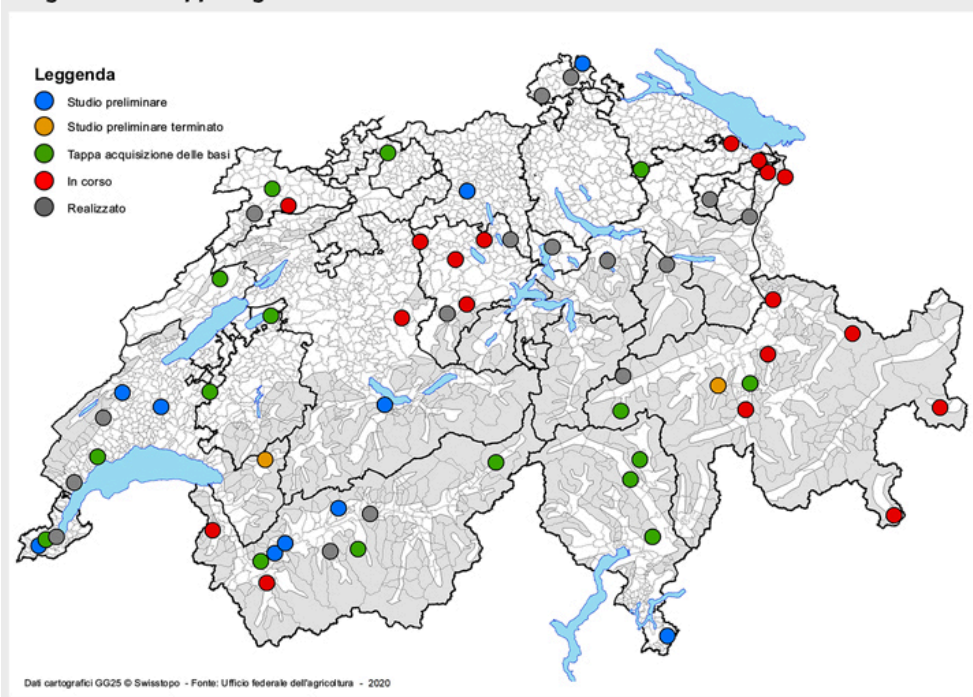 Leggenda
Studio preliminare
Studio preliminare terminato
Tappa acquisizione delle basi
In corso
Realizzato
Dati cartografici GG25 © Swisstopo - Fonte: Ufficio federale dell'agricoltura - 2020